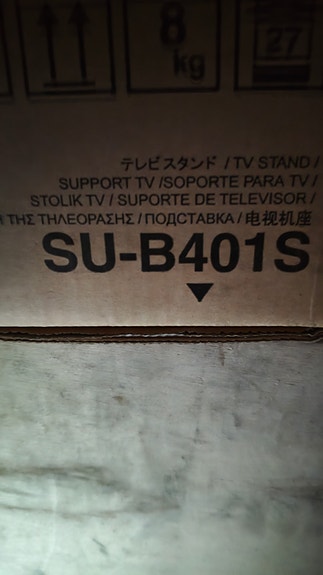 8
kg
27
テレビスタンド / TV STAND /
SUPPORT TV /SOPORTE PARA TV /
STOLIK TV / SUPORTE DE TELEVISOR /
ΤΗΣ ΤΗΛΕΟΡΑΣΗΣ / ПОДСТАВКА / 电视机座
SU-B401S